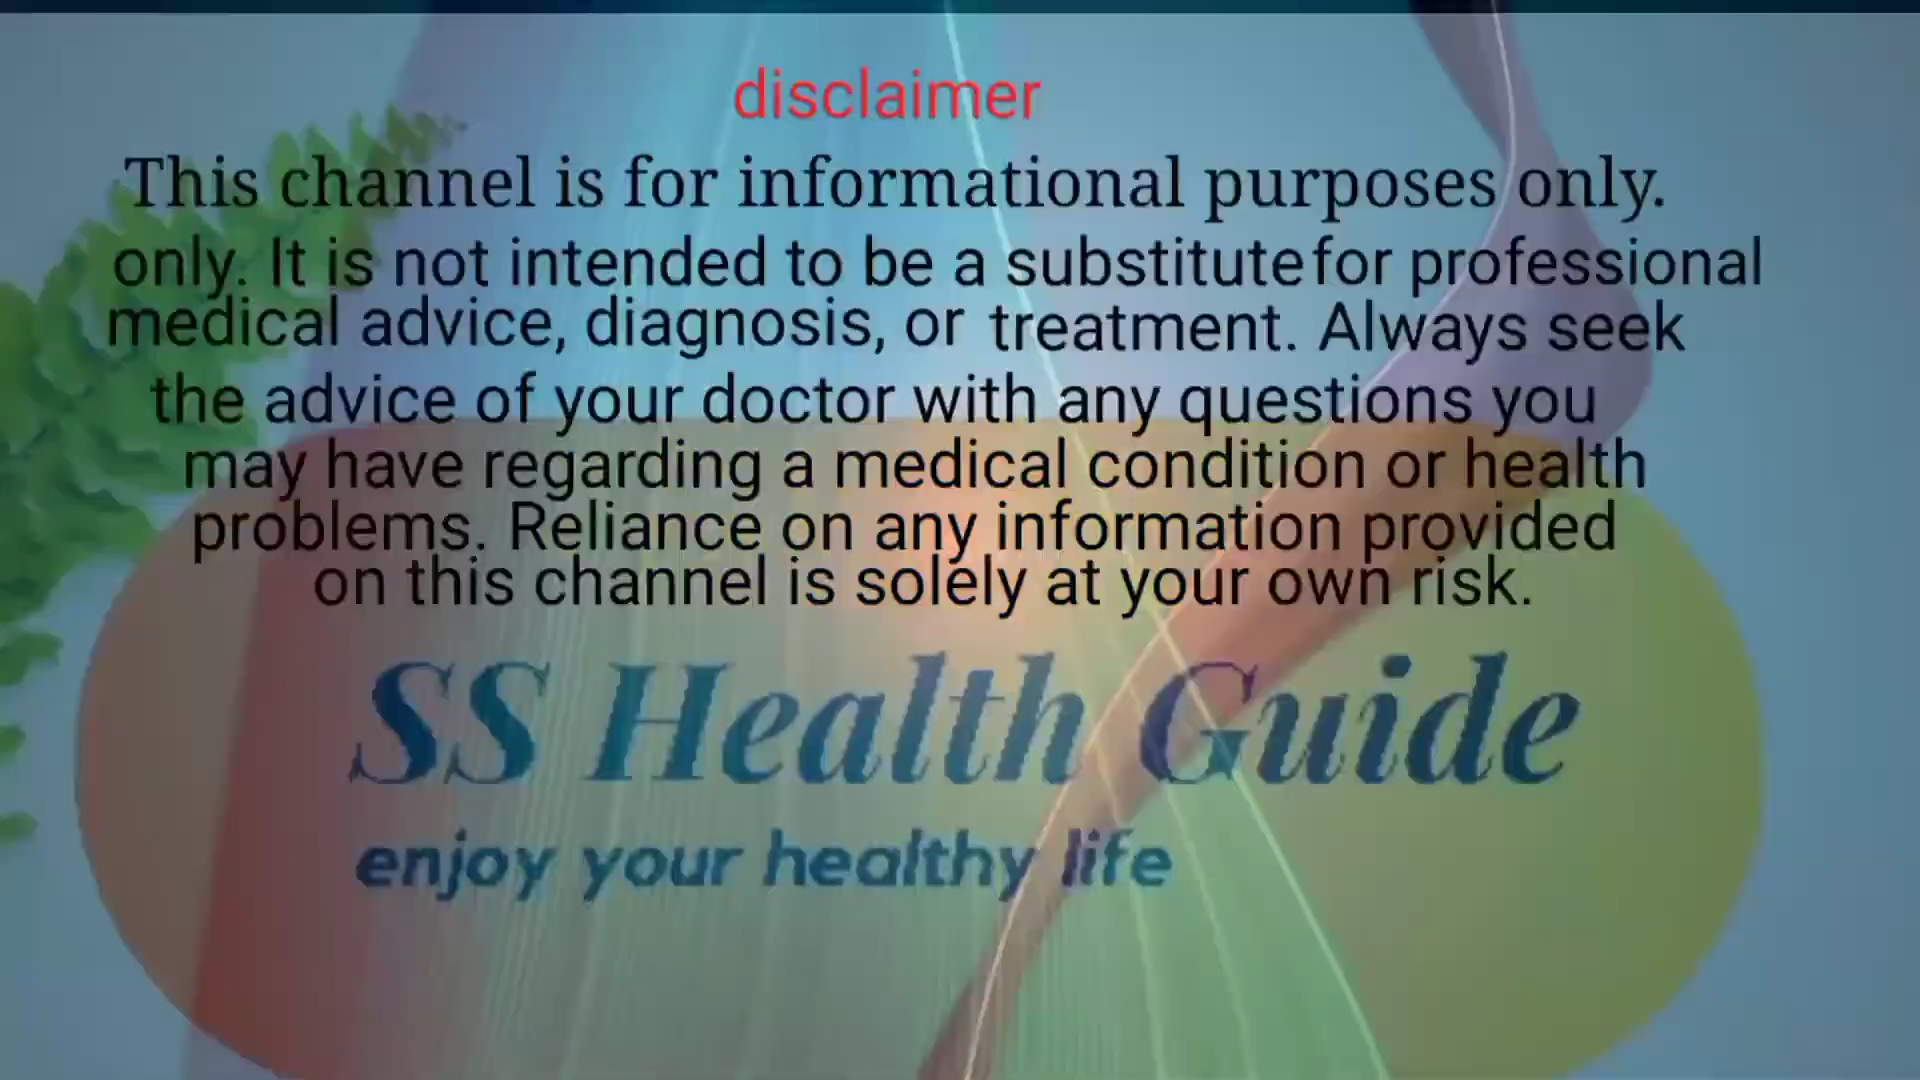 disclaimer
This channel is for informational purposes only.
only. It is not intended to be a substitute for professional
medical advice, diagnosis, or treatment. Always seek
the advice of your doctor with any questions you
may have regarding a medical condition or health
problems. Reliance on any information provided
on this channel is solely at your own risk.
SS Health Guide
enjoy your healthy life